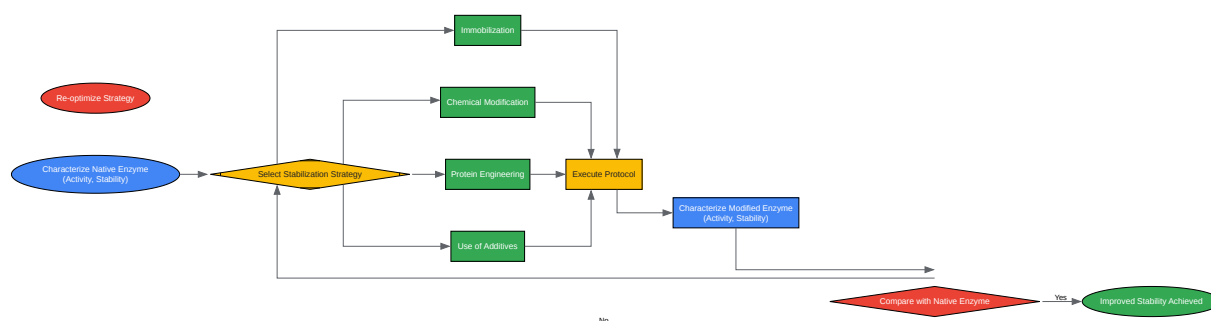 Immobilization
Re-optimize Strategy
Chemical Modification
Characterize Native Enzyme
(Activity, Stability)
Select Stabilization Strategy
Protein Engineering
Execute Protocol
Characterize Modified Enzyme
(Activity, Stability)
Use of Additives
Compare with Native Enzyme
Yes
Improved Stability Achieved
No